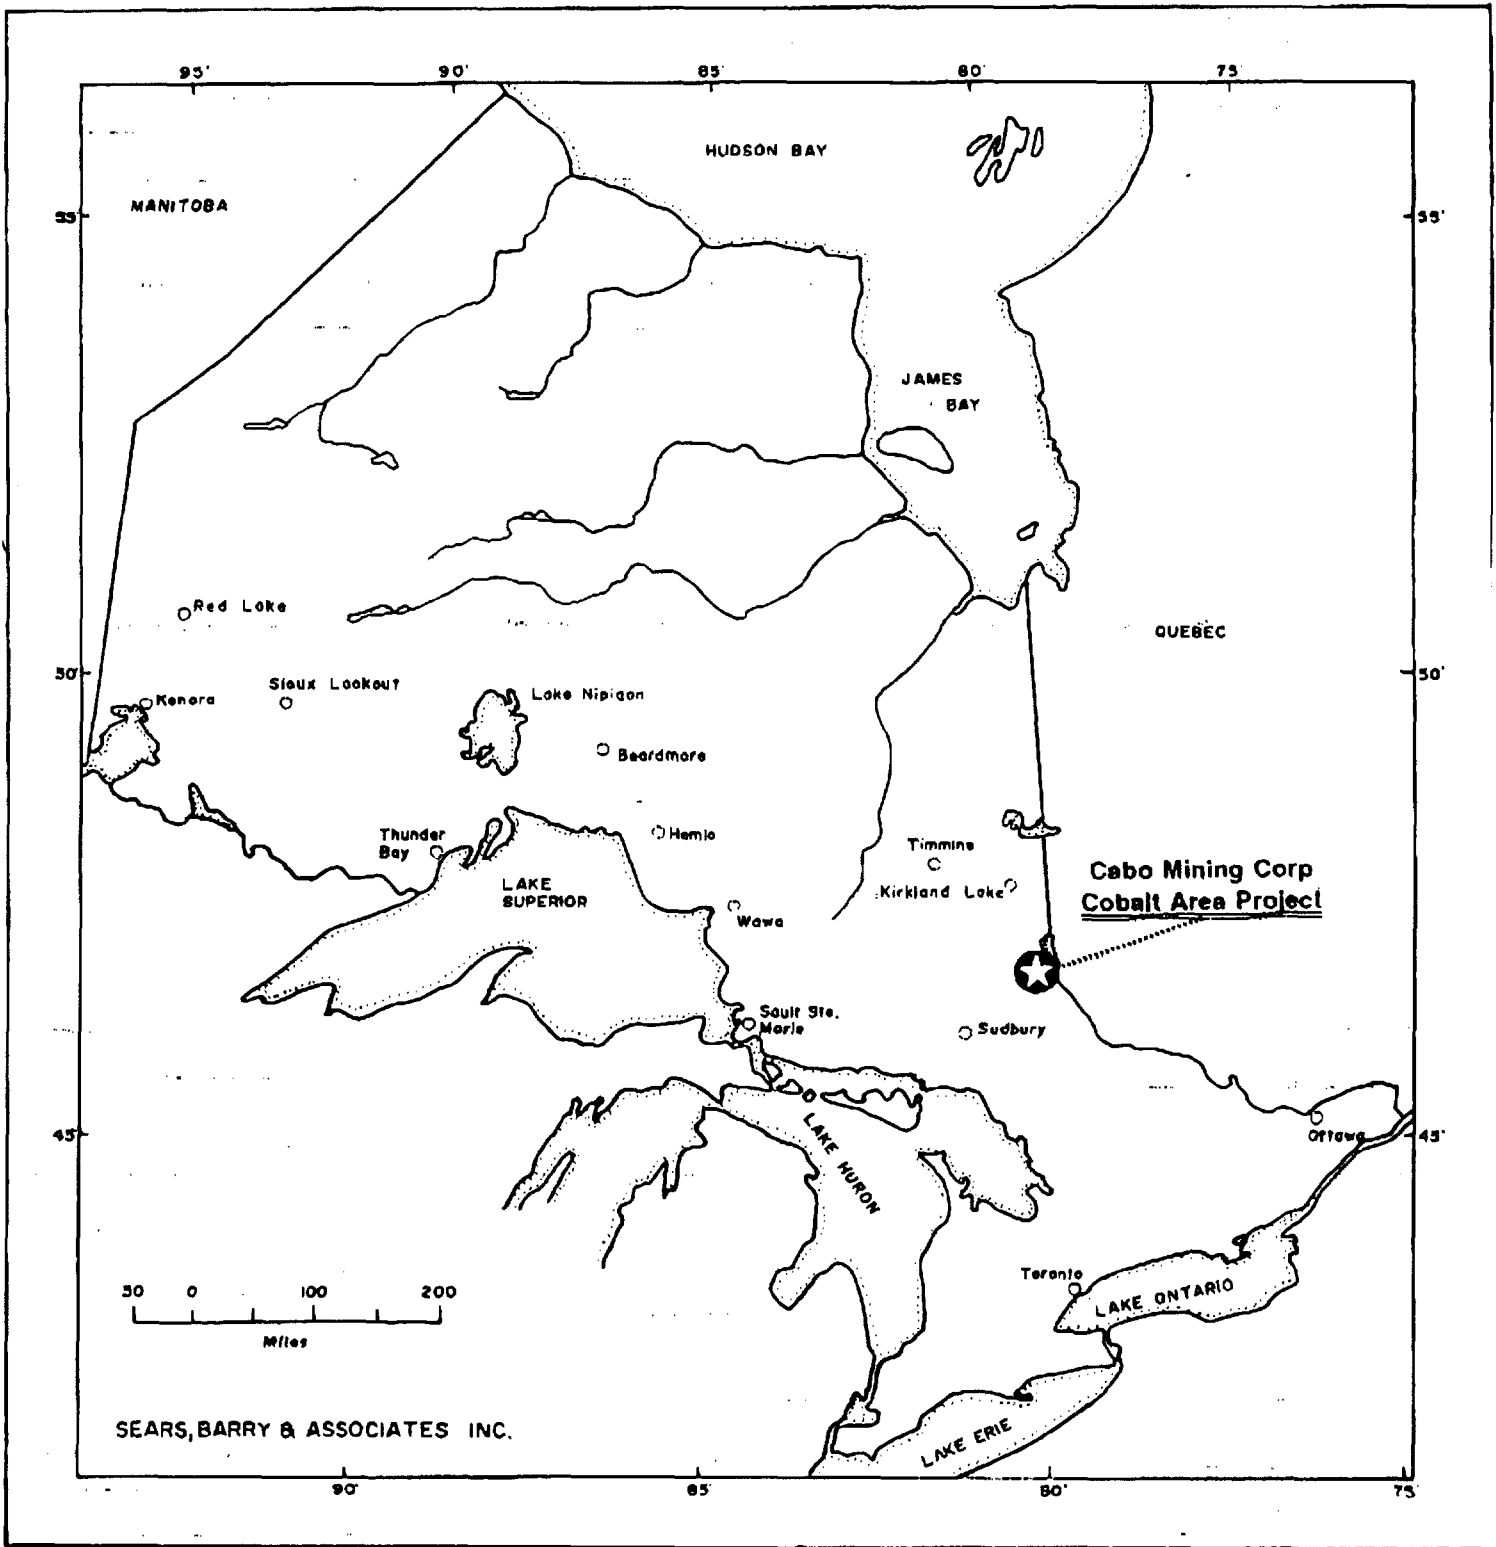 95'
90'
85'
80'
75'
HUDSON BAY
MANITOBA
55'
55'
JAMES
BAY
Red Lake
QUEBEC
50'
50'
Sioux Lookout
Kenora
Lake Nipigon
Beardmore
Thunder
Bay
Hemlo
Timmins
Kirkland Lake
Cabo Mining Corp
Cobalt Area Project
LAKE
SUPERIOR
Wawa
Sault Ste.
Marie
Sudbury
45'
45'
Ottawa
LAKE HURON
Toronto
LAKE ONTARIO
50 0 100 200
Miles
SEARS, BARRY & ASSOCIATES INC.
LAKE ERIE
90'
85'
80'
75'